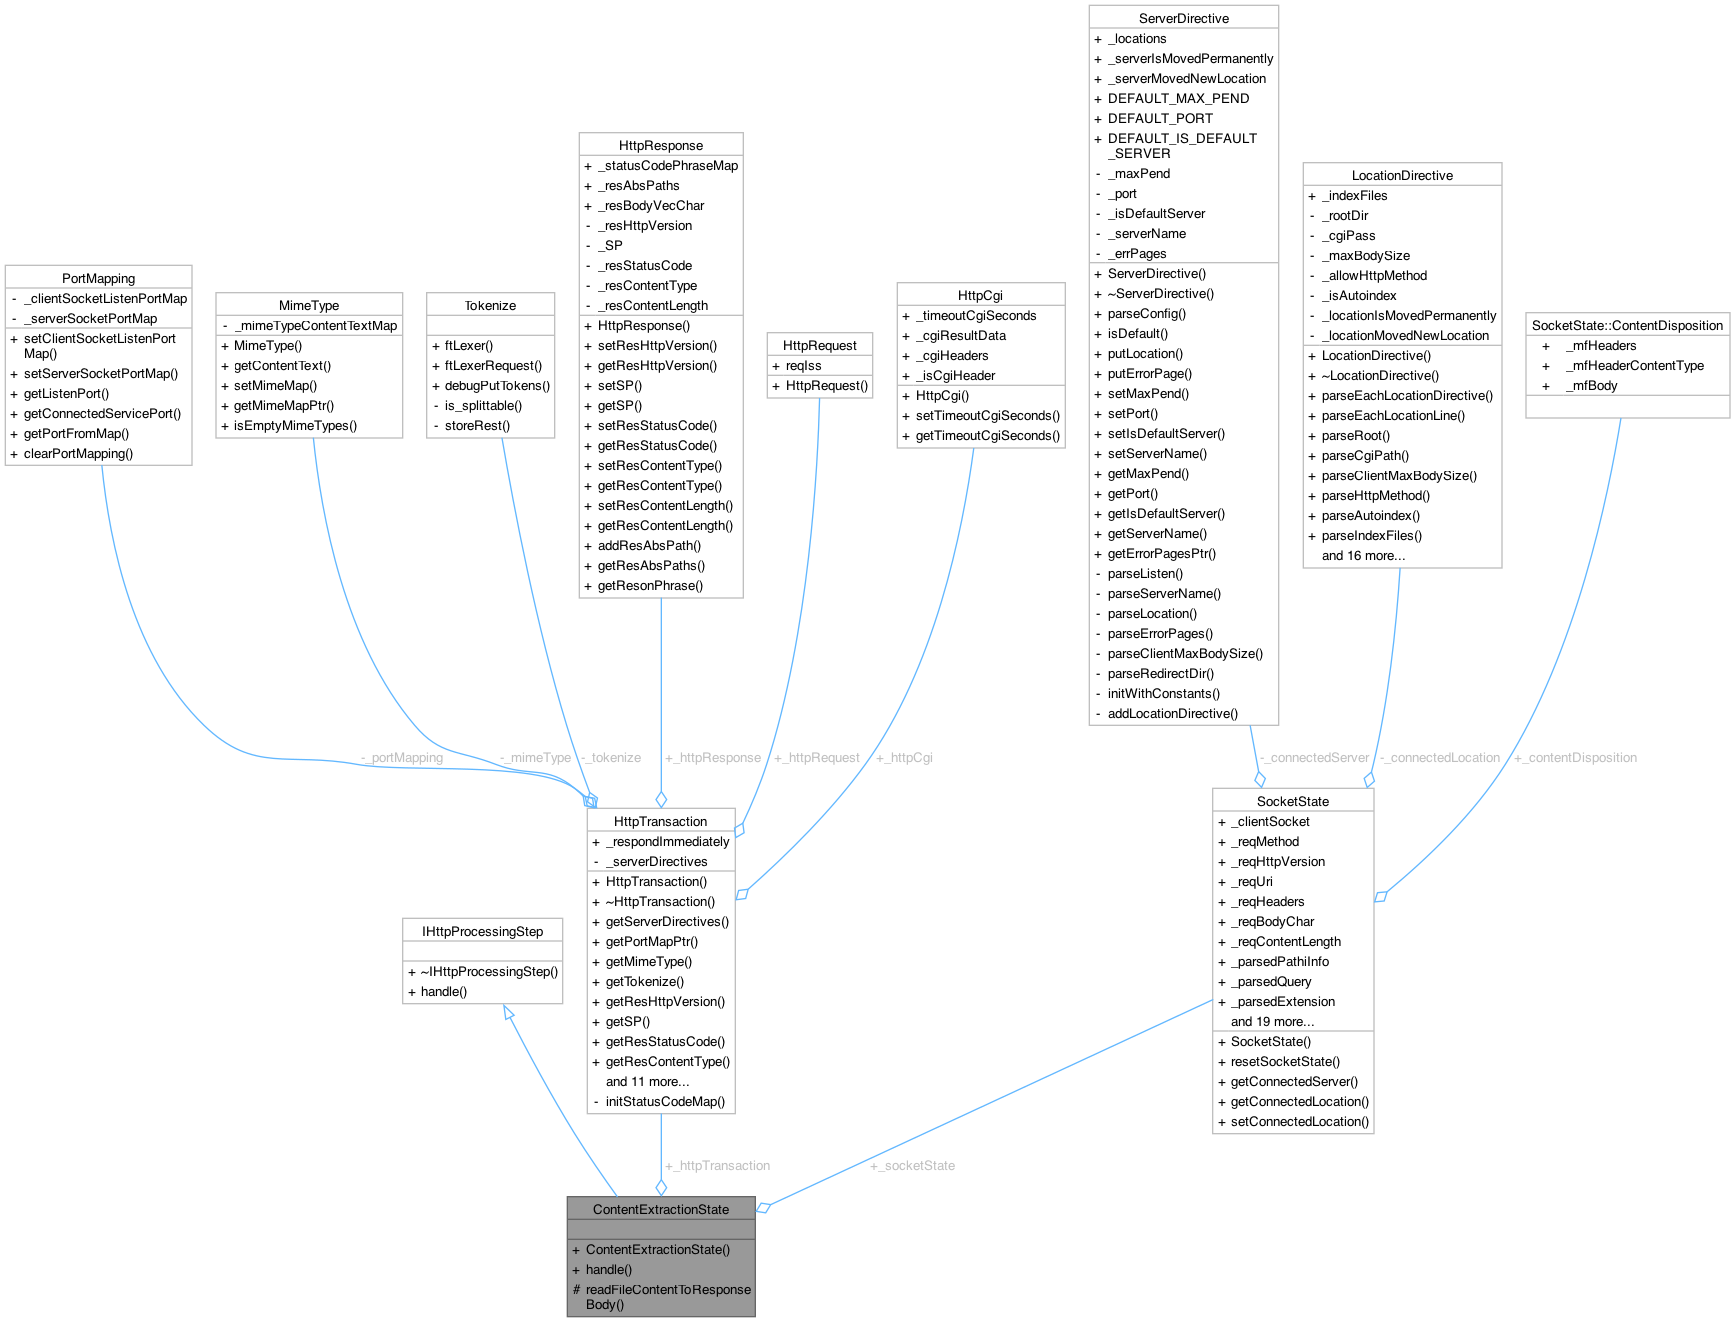 ServerDirective
+ _locations
+ _serverIsMovedPermanently
+ _serverMovedNewLocation
+ DEFAULT_MAX_PEND
+ DEFAULT_PORT
+ DEFAULT_IS_DEFAULT
_SERVER
- _maxPend
- _port
- _isDefaultServer
- _serverName
- _errPages
+ ServerDirective()
+ ~ServerDirective()
+ parseConfig()
+ isDefault()
+ putLocation()
+ putErrorPage()
+ setMaxPend()
+ setPort()
+ setIsDefaultServer()
+ setServerName()
+ getMaxPend()
+ getPort()
+ getIsDefaultServer()
+ getServerName()
+ getErrorPagesPtr()
- parseListen()
- parseServerName()
- parseLocation()
- parseErrorPages()
- parseClientMaxBodySize()
- parseRedirectDir()
- initWithConstants()
- addLocationDirective()
HttpResponse
+ _statusCodePhraseMap
+ _resAbsPaths
+ _resBodyVecChar
- _resHttpVersion
- _SP
- _resStatusCode
- _resContentType
- _resContentLength
+ HttpResponse()
+ setResHttpVersion()
+ getResHttpVersion()
+ setSP()
+ getSP()
+ setResStatusCode()
+ getResStatusCode()
+ setResContentType()
+ getResContentType()
+ setResContentLength()
+ getResContentLength()
+ addResAbsPath()
+ getResAbsPaths()
+ getResonPhrase()
LocationDirective
+ _indexFiles
- _rootDir
- _cgiPass
- _maxBodySize
- _allowHttpMethod
- _isAutoindex
- _locationIsMovedPermanently
- _locationMovedNewLocation
+ LocationDirective()
+ ~LocationDirective()
+ parseEachLocationDirective()
+ parseEachLocationLine()
+ parseRoot()
+ parseCgiPath()
+ parseClientMaxBodySize()
+ parseHttpMethod()
+ parseAutoindex()
+ parseIndexFiles()
and 16 more...
PortMapping
- _clientSocketListenPortMap
- _serverSocketPortMap
+ setClientSocketListenPort
Map()
+ setServerSocketPortMap()
+ getListenPort()
+ getConnectedServicePort()
+ getPortFromMap()
+ clearPortMapping()
MimeType
- _mimeTypeContentTextMap
+ MimeType()
+ getContentText()
+ setMimeMap()
+ getMimeMapPtr()
+ isEmptyMimeTypes()
Tokenize
+ ftLexer()
+ ftLexerRequest()
+ debugPutTokens()
- is_splittable()
- storeRest()
HttpRequest
+ reqIss
+ HttpRequest()
HttpCgi
+ _timeoutCgiSeconds
+ _cgiResultData
+ _cgiHeaders
+ _isCgiHeader
+ HttpCgi()
+ setTimeoutCgiSeconds()
+ getTimeoutCgiSeconds()
SocketState::ContentDisposition
+ _mfHeaders
+ _mfHeaderContentType
+ _mfBody
-_portMapping
-_mimeType
-_tokenize
+_httpResponse
+_httpRequest
+_httpCgi
-_connectedServer
-_connectedLocation
+_contentDisposition
HttpTransaction
+ _respondImmediately
- _serverDirectives
+ HttpTransaction()
+ ~HttpTransaction()
+ getServerDirectives()
+ getPortMapPtr()
+ getMimeType()
+ getTokenize()
+ getResHttpVersion()
+ getSP()
+ getResStatusCode()
+ getResContentType()
and 11 more...
- initStatusCodeMap()
SocketState
+ _clientSocket
+ _reqMethod
+ _reqHttpVersion
+ _reqUri
+ _reqHeaders
+ _reqBodyChar
+ _reqContentLength
+ _parsedPathiInfo
+ _parsedQuery
+ _parsedExtension
and 19 more...
+ SocketState()
+ resetSocketState()
+ getConnectedServer()
+ getConnectedLocation()
+ setConnectedLocation()
IHttpProcessingStep
+ ~IHttpProcessingStep()
+ handle()
+_httpTransaction
+_socketState
ContentExtractionState
+ ContentExtractionState()
+ handle()
# readFileContentToResponse
Body()